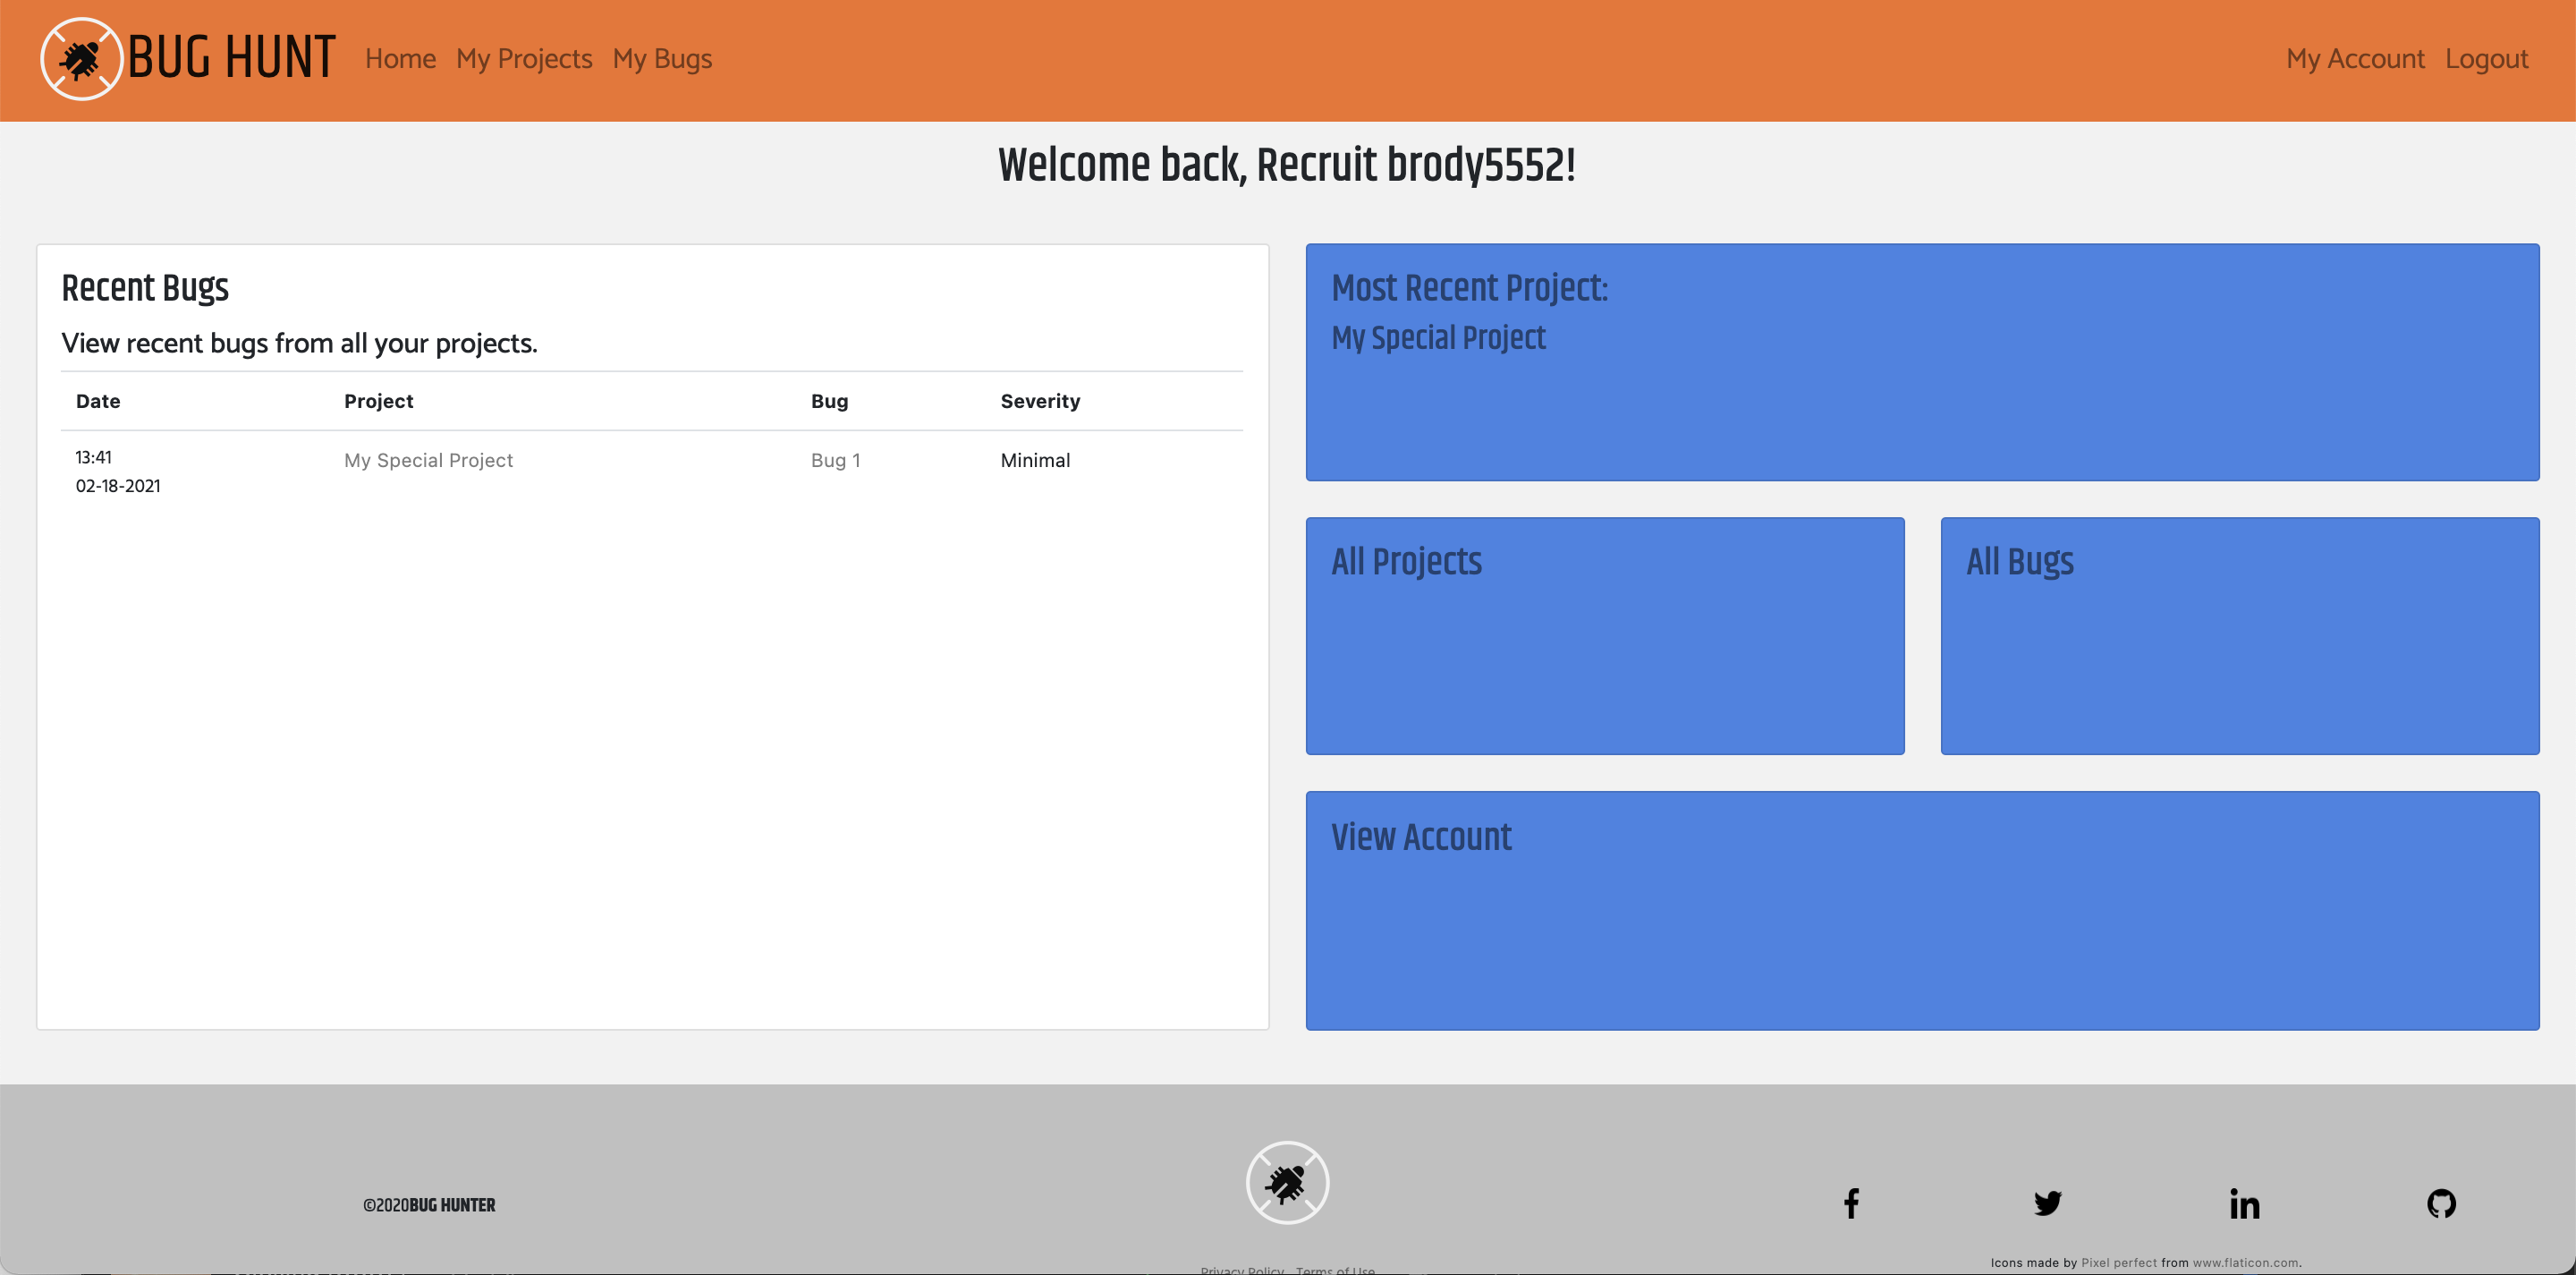 BUG HUNT Home My Projects My Bugs My Account Logout
Welcome back, Recruit brody5552!
Recent Bugs
View recent bugs from all your projects.
Date Project Bug Severity
13:41 My Special Project Bug 1 Minimal
02-18-2021
Most Recent Project:
My Special Project
All Projects
All Bugs
View Account
©2020BUG HUNTER
Privacy Policy Terms of Use
Icons made by Pixel perfect from www.flaticon.com.